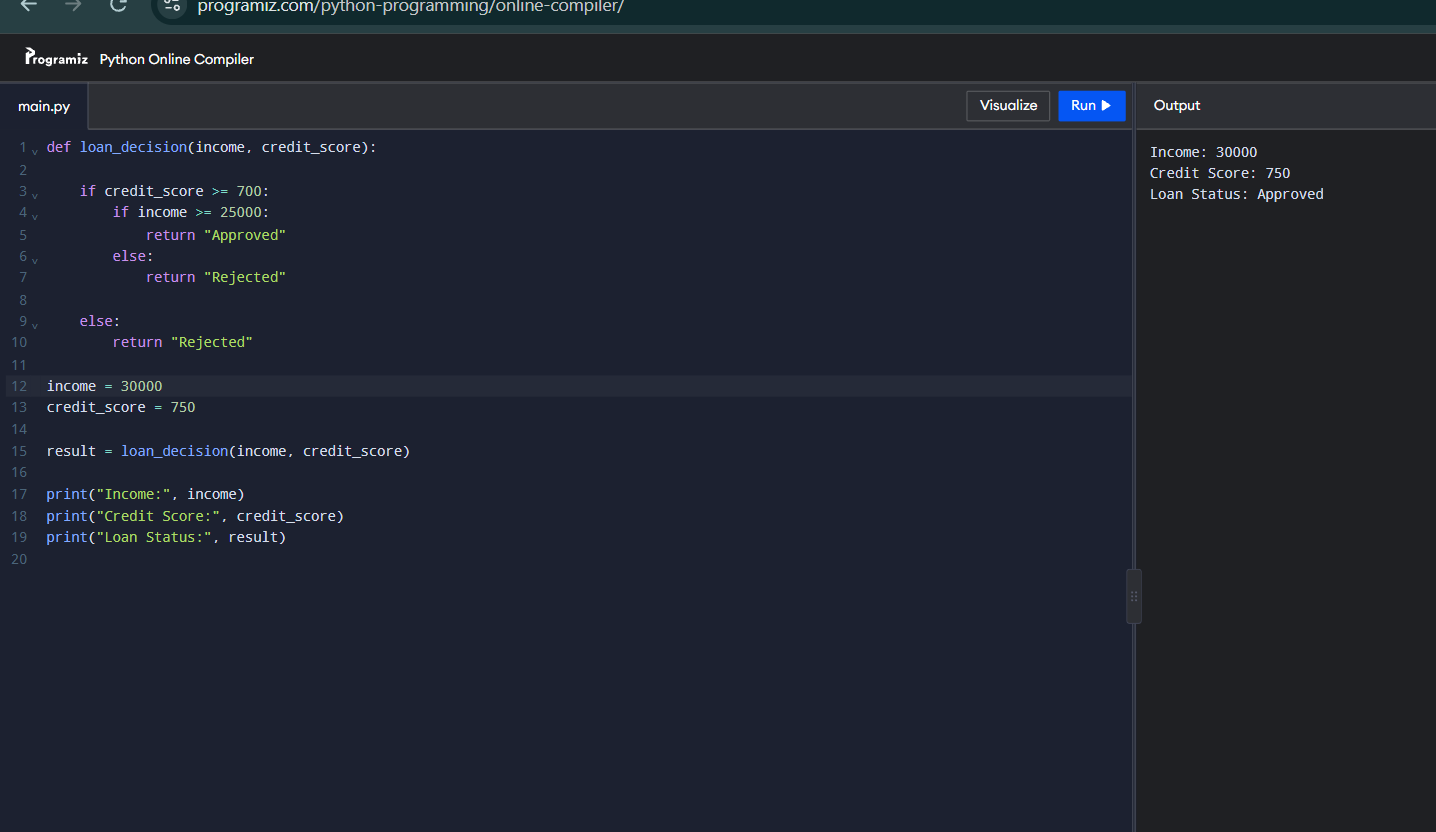 programiz.com/python-programming/online-compiler/
Programiz Python Online Compiler
main.py
Visualize
Run
Output
1 def loan_decision(income, credit_score):
2
3     if credit_score >= 700:
4         if income >= 25000:
5             return "Approved"
6         else:
7             return "Rejected"
8
9     else:
10         return "Rejected"
11
12 income = 30000
13 credit_score = 750
14
15 result = loan_decision(income, credit_score)
16
17 print("Income:", income)
18 print("Credit Score:", credit_score)
19 print("Loan Status:", result)
20
Income: 30000
Credit Score: 750
Loan Status: Approved